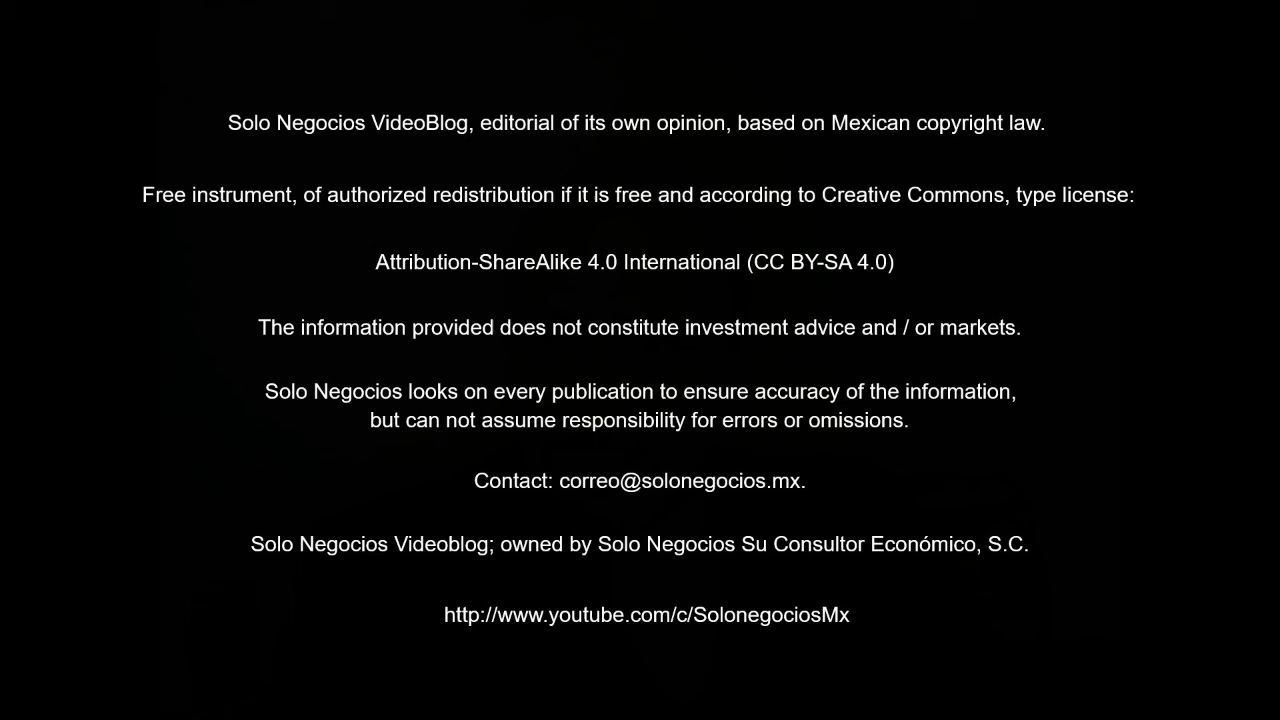 Solo Negocios VideoBlog, editorial of its own opinion, based on Mexican copyright law.
Free instrument, of authorized redistribution if it is free and according to Creative Commons, type license:
Attribution-ShareAlike 4.0 International (CC BY-SA 4.0)
The information provided does not constitute investment advice and / or markets.
Solo Negocios looks on every publication to ensure accuracy of the information,
but can not assume responsibility for errors or omissions.
Contact: correo@solonegocios.mx.
Solo Negocios Videoblog; owned by Solo Negocios Su Consultor Económico, S.C.
http://www.youtube.com/c/SolonegociosMx